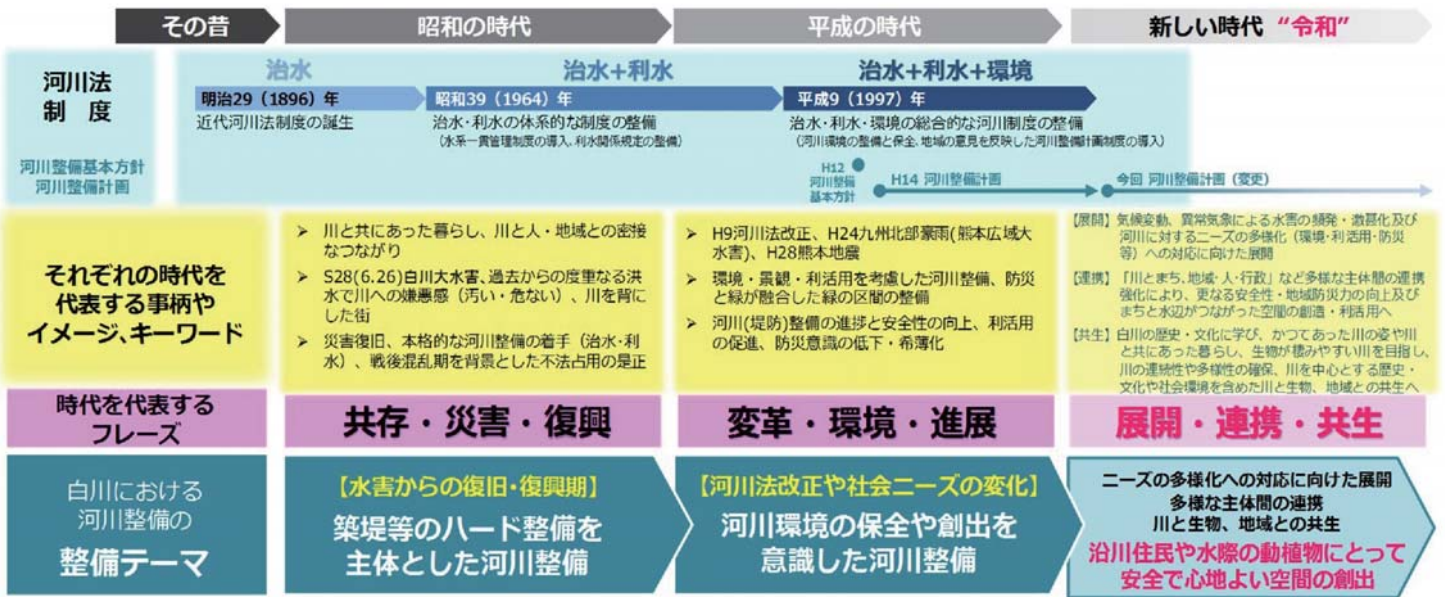 その昔
昭和の時代
平成の時代
新しい時代 “令和”
河川法
制　度
河川整備基本方針
河川整備計画
治水
治水+利水
治水+利水+環境
明治29（1896）年
昭和39（1964）年
平成9（1997）年
近代河川法制度の誕生
治水･利水の体系的な制度の整備
（水系一貫管理制度の導入､利水関係規定の整備）
治水･利水･環境の総合的な河川制度の整備
（河川環境の整備と保全､地域の意見を反映した河川整備計画制度の導入）
H12
河川整備
基本方針
H14 河川整備計画
今回 河川整備計画（変更）
それぞれの時代を
代表する事柄や
イメージ､キーワード
➢ 川と共にあった暮らし、川と人・地域との密接
なつながり
➢ S28(6.26)白川大水害、過去からの度重なる洪
水で川への嫌悪感（汚い・危ない）、川を背に
した街
➢ 災害復旧、本格的な河川整備の着手（治水･利
水）、戦後混乱期を背景とした不法占用の是正
➢ H9河川法改正、H24九州北部豪雨(熊本広域大
水害)、H28熊本地震
➢ 環境・景観・利活用を考慮した河川整備、防災
と緑が融合した緑の区間の整備
➢ 河川(堤防)整備の進捗と安全性の向上、利活用
の促進、防災意識の低下・希薄化
【展開】気候変動、異常気象による水害の頻発・激甚化及び
河川に対するニーズの多様化（環境･利活用･防災
等）への対応に向けた展開
【連携】「川とまち､地域･人･行政」など多様な主体間の連携
強化により、更なる安全性・地域防災力の向上及び
まちと水辺がつながった空間の創造・利活用へ
【共生】白川の歴史・文化に学び、かつてあった川の姿や川
と共にあった暮らし、生物が棲みやすい川を目指し、
川の連続性や多様性の確保、川を中心とする歴史・
文化や社会環境を含めた川と生物、地域との共生へ
時代を代表する
フレーズ
共存・災害・復興
変革・環境・進展
展開・連携・共生
白川における
河川整備の
整備テーマ
【水害からの復旧･復興期】
築堤等のハード整備を
主体とした河川整備
【河川法改正や社会ニーズの変化】
河川環境の保全や創出を
意識した河川整備
ニーズの多様化への対応に向けた展開
多様な主体間の連携
川と生物、地域との共生
沿川住民や水際の動植物にとって
安全で心地よい空間の創出